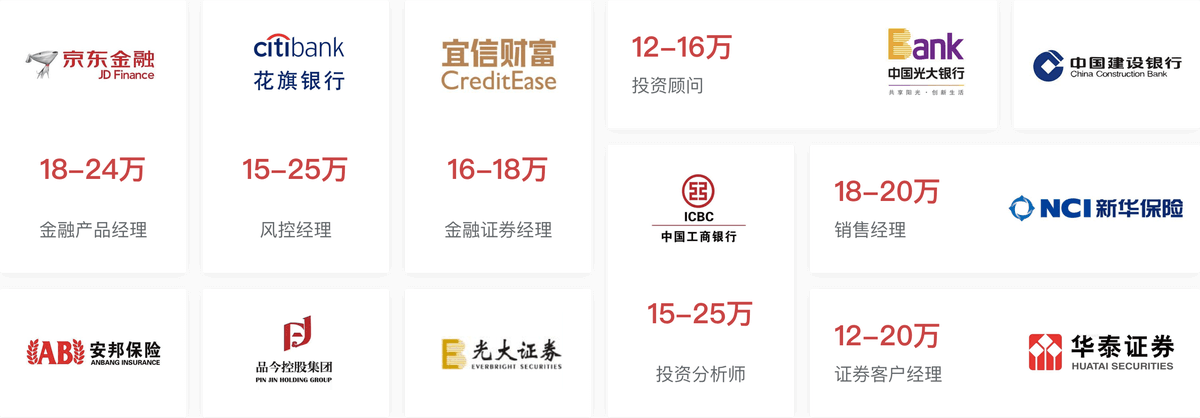 京东金融
JD Finance
18-24万
金融产品经理
citibank
花旗银行
15-25万
风控经理
宜信财富
CreditEase
16-18万
金融证券经理
12-16万
投资顾问
Bank
中国光大银行
共享阳光·创新生活
中国建设银行
China Construction Bank
ICBC
中国工商银行
15-25万
投资分析师
18-20万
销售经理
NCI 新华保险
AB 安邦保险
ANBANG INSURANCE
品今控股集团
PIN JIN HOLDING GROUP
光大证券
EVERBRIGHT SECURITIES
12-20万
证券客户经理
华泰证券
HUATAI SECURITIES